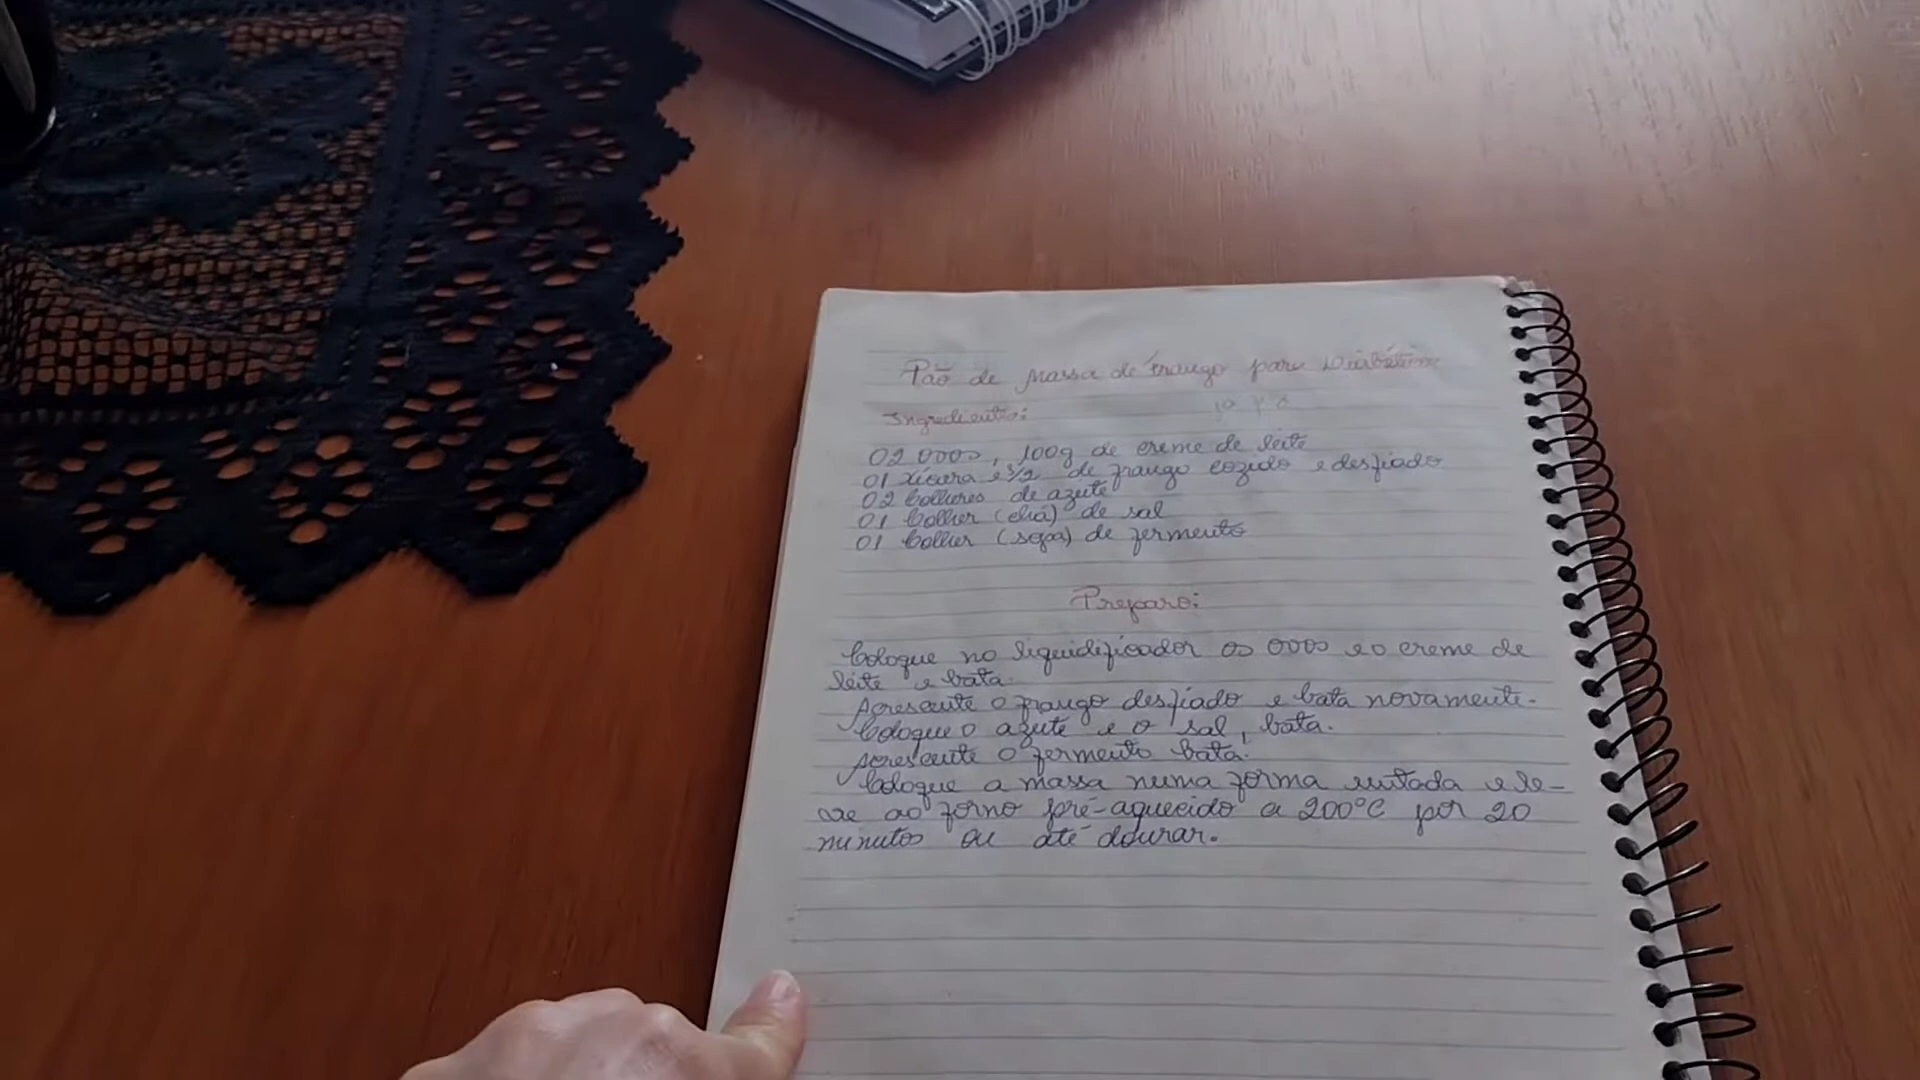 Pão de Massa de frango para Diabéticos
Ingredientes:
02 ovos, 100g de creme de leite
01 xícara e 1/2 de frango cozido e desfiado
02 Colheres de azeite
01 Colher (chá) de sal
01 Colher (sopa) de fermento
Preparo:
Coloque no liquidificador os ovos e o creme de
leite e bata.
Acrescente o frango desfiado e bata novamente.
Coloque o azeite e o sal, bata.
Acrescente o fermento bata.
Coloque a massa numa forma untada e le-
ve ao forno pré-aquecido a 200°C por 20
minutos ou até dourar.